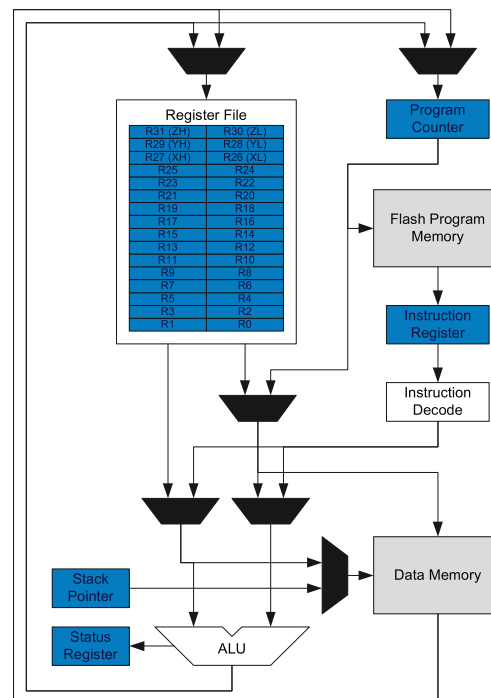 Register File
R31 (ZH) R30 (ZL)
R29 (YH) R28 (YL)
R27 (XH) R26 (XL)
R25 R24
R23 R22
R21 R20
R19 R18
R17 R16
R15 R14
R13 R12
R11 R10
R9 R8
R7 R6
R5 R4
R3 R2
R1 R0
Program
Counter
Flash Program
Memory
Instruction
Register
Instruction
Decode
Stack
Pointer
Data Memory
Status
Register
ALU